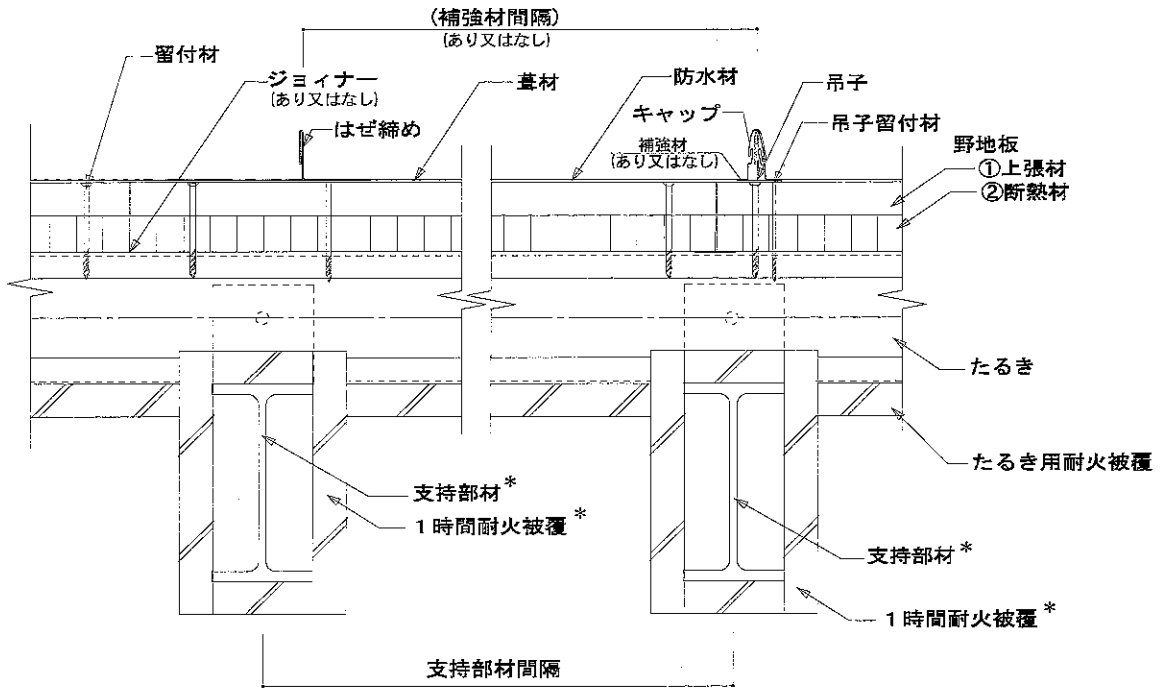 (補強材間隔)
(あり又はなし)
留付材
ジョイナー
(あり又はなし)
葺材
防水材
吊子
はぜ締め
キャップ
吊子留付材
補強材
(あり又はなし)
野地板
①上張材
②断熱材
たるき
たるき用耐火被覆
支持部材*
1時間耐火被覆*
支持部材*
1時間耐火被覆*
支持部材間隔